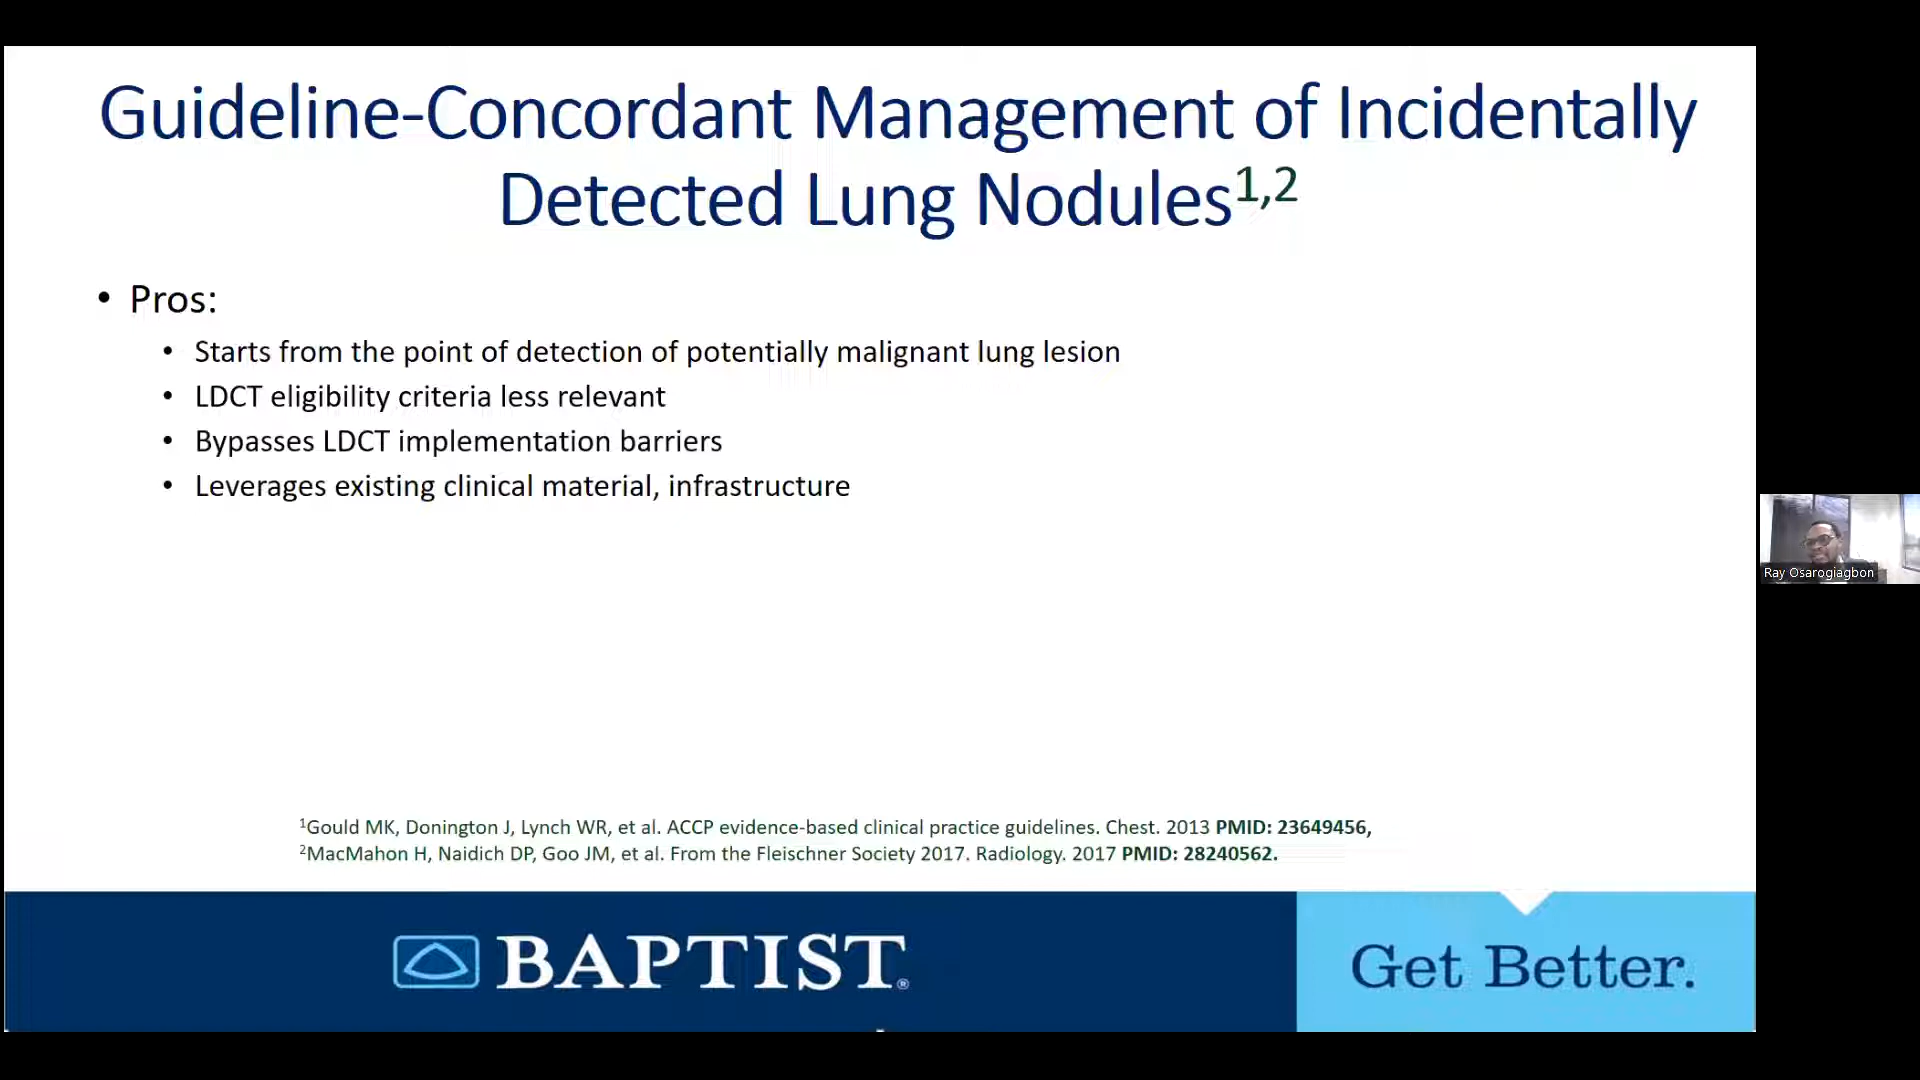 Guideline-Concordant Management of Incidentally
Detected Lung Nodules1,2
• Pros:
• Starts from the point of detection of potentially malignant lung lesion
• LDCT eligibility criteria less relevant
• Bypasses LDCT implementation barriers
• Leverages existing clinical material, infrastructure
Ray Osarogiagbon
1Gould MK, Donington J, Lynch WR, et al. ACCP evidence-based clinical practice guidelines. Chest. 2013 PMID: 23649456,
2MacMahon H, Naidich DP, Goo JM, et al. From the Fleischner Society 2017. Radiology. 2017 PMID: 28240562.
BAPTIST®
Get Better.